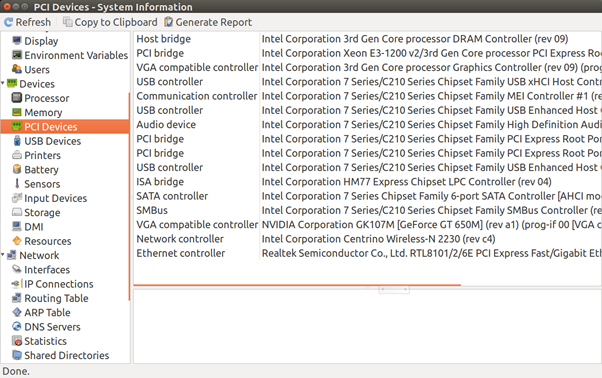 PCI Devices - System Information
Refresh Copy to Clipboard Generate Report
Display
Environment Variables
Users
Devices
Processor
Memory
PCI Devices
USB Devices
Printers
Battery
Sensors
Input Devices
Storage
DMI
Resources
Network
Interfaces
IP Connections
Routing Table
ARP Table
DNS Servers
Statistics
Shared Directories
Host bridge Intel Corporation 3rd Gen Core processor DRAM Controller (rev 09)
PCI bridge Intel Corporation Xeon E3-1200 v2/3rd Gen Core processor PCI Express Ro
VGA compatible controller Intel Corporation 3rd Gen Core processor Graphics Controller (rev 09) (prog
USB controller Intel Corporation 7 Series/C210 Series Chipset Family USB xHCI Host Contr
Communication controller Intel Corporation 7 Series/C210 Series Chipset Family MEI Controller #1 (re
USB controller Intel Corporation 7 Series/C210 Series Chipset Family USB Enhanced Host
Audio device Intel Corporation 7 Series/C210 Series Chipset Family High Definition Audi
PCI bridge Intel Corporation 7 Series/C210 Series Chipset Family PCI Express Root Por
PCI bridge Intel Corporation 7 Series/C210 Series Chipset Family PCI Express Root Por
USB controller Intel Corporation 7 Series/C210 Series Chipset Family USB Enhanced Host
ISA bridge Intel Corporation HM77 Express Chipset LPC Controller (rev 04)
SATA controller Intel Corporation 7 Series Chipset Family 6-port SATA Controller [AHCI mod
SMBus Intel Corporation 7 Series/C210 Series Chipset Family SMBus Controller (rev
VGA compatible controller NVIDIA Corporation GK107M [GeForce GT 650M] (rev a1) (prog-if 00 [VGA c
Network controller Intel Corporation Centrino Wireless-N 2230 (rev c4)
Ethernet controller Realtek Semiconductor Co., Ltd. RTL8101/2/6E PCI Express Fast/Gigabit Eth
Done.